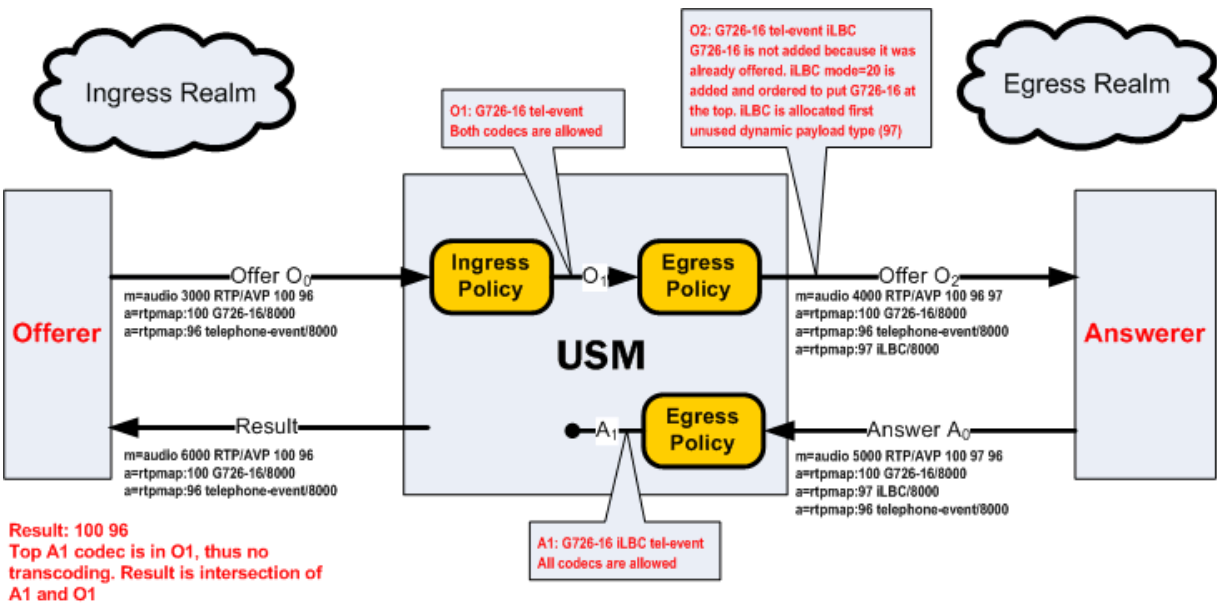 Ingress Realm
Egress Realm
O1: G726-16 tel-event
Both codecs are allowed
O2: G726-16 tel-event iLBC
G726-16 is not added because it was
already offered. iLBC mode=20 is
added and ordered to put G726-16 at
the top. iLBC is allocated first
unused dynamic payload type (97)
Offerer
Offer O0
m=audio 3000 RTP/AVP 100 96
a=rtpmap:100 G726-16/8000
a=rtpmap:96 telephone-event/8000
Ingress
Policy
O1
Egress
Policy
Offer O2
m=audio 4000 RTP/AVP 100 96 97
a=rtpmap:100 G726-16/8000
a=rtpmap:96 telephone-event/8000
a=rtpmap:97 iLBC/8000
Answerer
USM
Result
m=audio 6000 RTP/AVP 100 96
a=rtpmap:100 G726-16/8000
a=rtpmap:96 telephone-event/8000
A1
Egress
Policy
Answer A0
m=audio 5000 RTP/AVP 100 97 96
a=rtpmap:100 G726-16/8000
a=rtpmap:97 iLBC/8000
a=rtpmap:96 telephone-event/8000
Result: 100 96
Top A1 codec is in O1, thus no
transcoding. Result is intersection of
A1 and O1
A1: G726-16 iLBC tel-event
All codecs are allowed